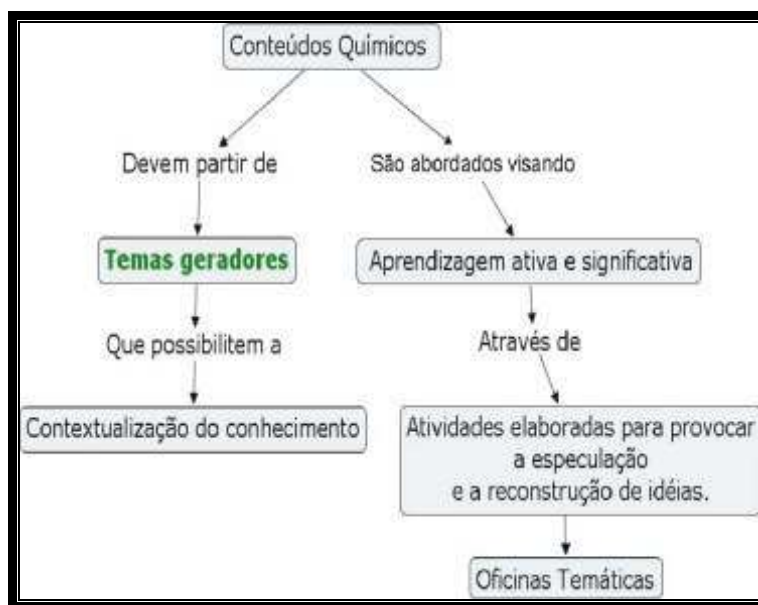 Conteúdos Químicos
Devem partir de
São abordados visando
Temas geradores
Aprendizagem ativa e significativa
Que possibilitem a
Através de
Contextualização do conhecimento
Atividades elaboradas para provocar
a especulação
e a reconstrução de idéias.
Oficinas Temáticas